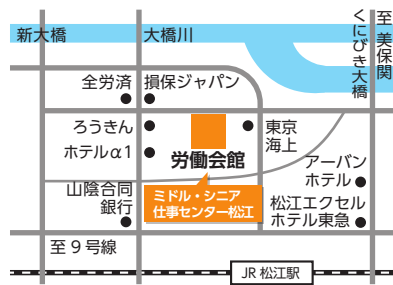 新大橋
大橋川
くにびき大橋
至 美保関
全労済
損保ジャパン
ろうきん
ホテルα1
労働会館
東京
海上
アーバン
ホテル
山陰合同
銀行
ミドル・シニア
仕事センター松江
松江エクセル
ホテル東急
至９号線
JR 松江駅